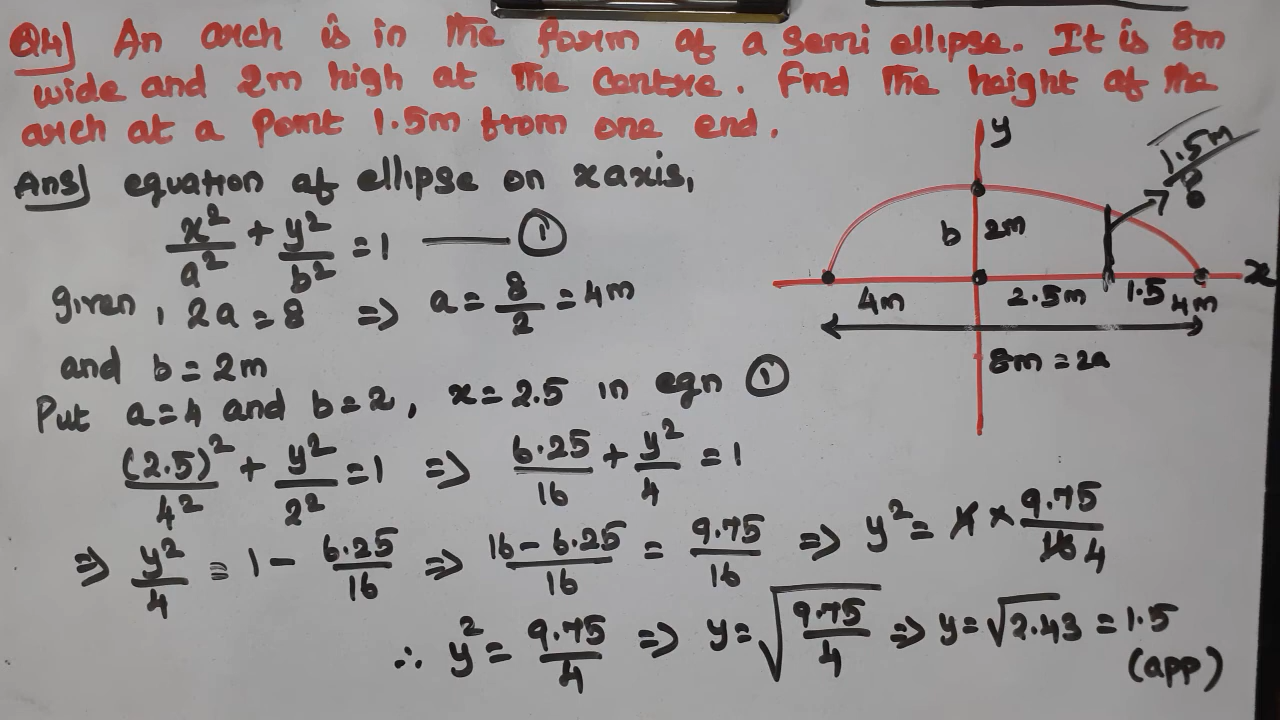 Q4] An arch is in the form of a semi ellipse. It is 8m
wide and 2m high at the centre. Find the height of the
arch at a point 1.5m from one end.
Ans] equation of ellipse on x axis,
x²/a² + y²/b² = 1 —— ①
given, 2a = 8 ⇒ a = 8/2 = 4m
and b = 2m
Put a=4 and b=2, x=2.5 in eqn ①
(2.5)²/4² + y²/2² = 1 ⇒ 6.25/16 + y²/4 = 1
⇒ y²/4 = 1 - 6.25/16 ⇒ 16-6.25/16 = 9.75/16 ⇒ y² = 4 × 9.75/16 4
∴ y² = 9.75/4 ⇒ y = √9.75/4 ⇒ y = √2.43 = 1.5
(app)
y
1.5m
?
b 2m
x
4m 2.5m 1.5 4m
8m = 2a